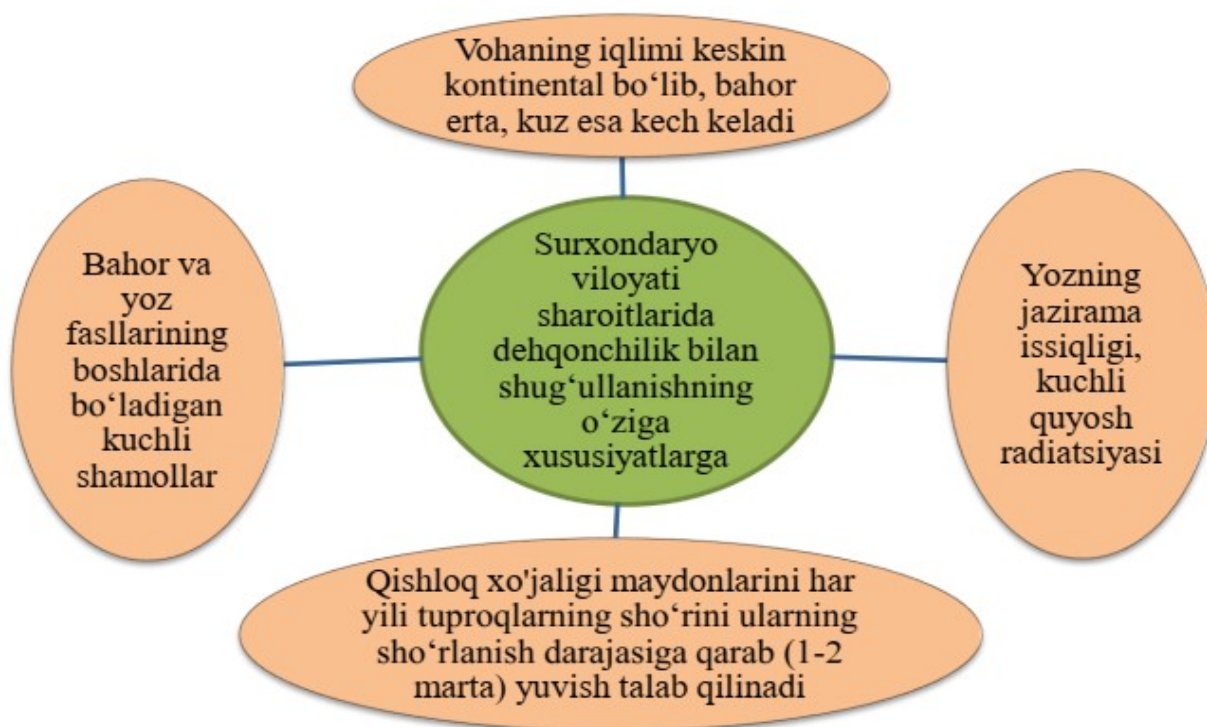 Vohaning iqlimi keskin
kontinental bo‘lib, bahor
erta, kuz esa kech keladi
Bahor va
yoz
fasllarining
boshlarida
bo‘ladigan
kuchli
shamollar
Surxondaryo
viloyati
sharoitlarida
dehqonchilik bilan
shug‘ullanishning
o‘ziga
xususiyatlarga
Yozning
jazirama
issiqligi,
kuchli
quyosh
radiatsiyasi
Qishloq xo'jaligi maydonlarini har
yili tuproqlarning sho‘rini ularning
sho‘rlanish darajasiga qarab (1-2
marta) yuvish talab qilinadi